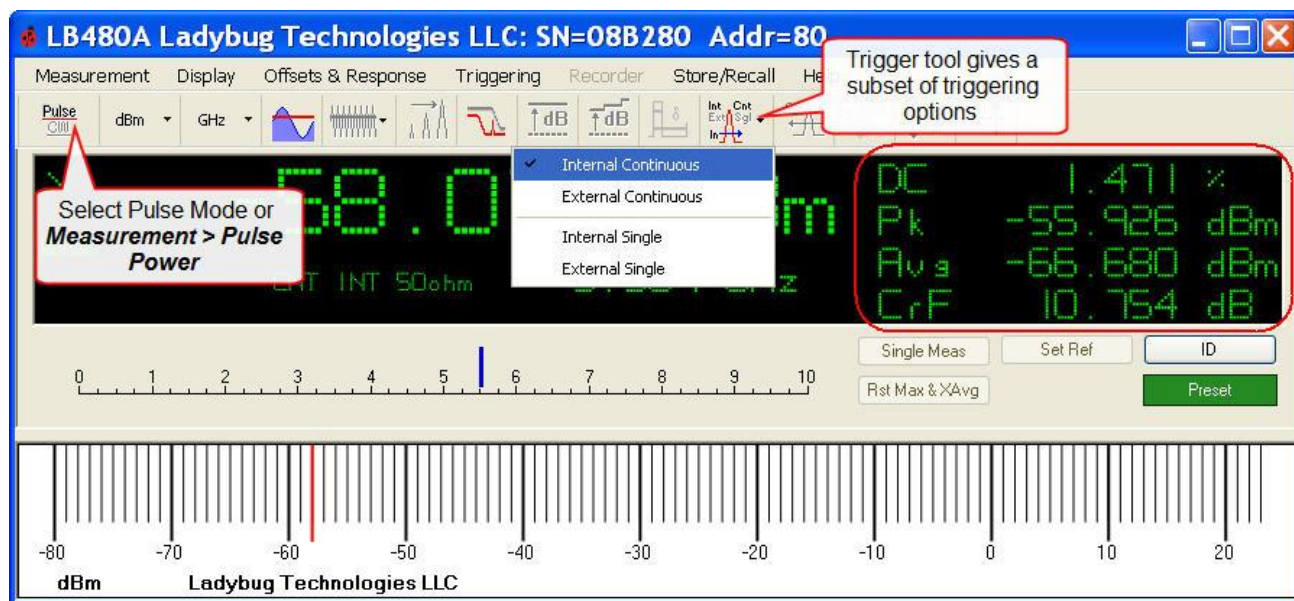 LB480A Ladybug Technologies LLC: SN=08B280 Addr=80
Measurement Display Offsets & Response Triggering Recorder Store/Recall
Trigger tool gives a
subset of triggering
options
Pulse
CW
dBm
GHz
dB
dB
Int Cnt
Ext Sgl
Select Pulse Mode or
Measurement > Pulse
Power
Internal Continuous
External Continuous
Internal Single
External Single
INT 50ohm
DC 1.471 %
Pk -55.926 dBm
Avg -66.680 dBm
CrF 10.754 dB
Single Meas Set Ref ID
Rst Max & XAvg Preset
0 1 2 3 4 5 6 7 8 9 10
-80 -70 -60 -50 -40 -30 -20 -10 0 10 20
dBm Ladybug Technologies LLC